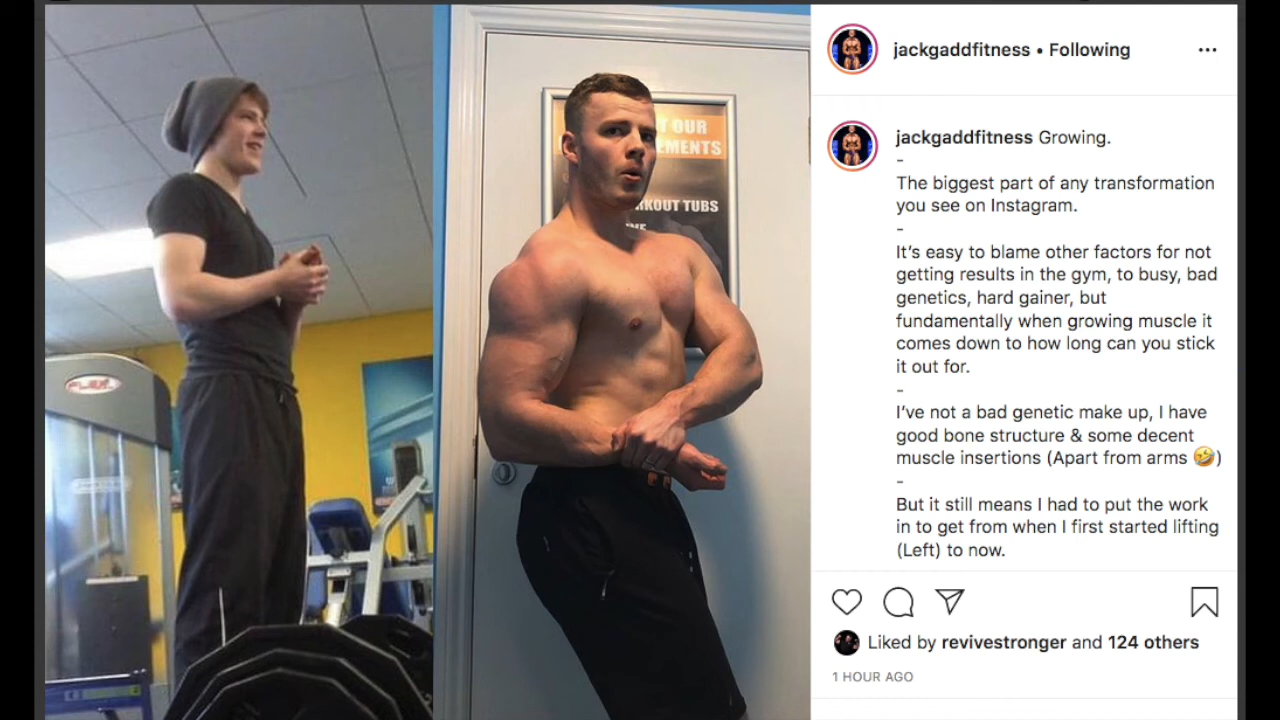 FLEX
T OUR
EMENTS
RKOUT TUBS
jackgaddfitness • Following
jackgaddfitness Growing.
-
The biggest part of any transformation
you see on Instagram.
-
It's easy to blame other factors for not
getting results in the gym, to busy, bad
genetics, hard gainer, but
fundamentally when growing muscle it
comes down to how long can you stick
it out for.
-
I've not a bad genetic make up, I have
good bone structure & some decent
muscle insertions (Apart from arms 🤣)
-
But it still means I had to put the work
in to get from when I first started lifting
(Left) to now.
Liked by revivestronger and 124 others
1 HOUR AGO